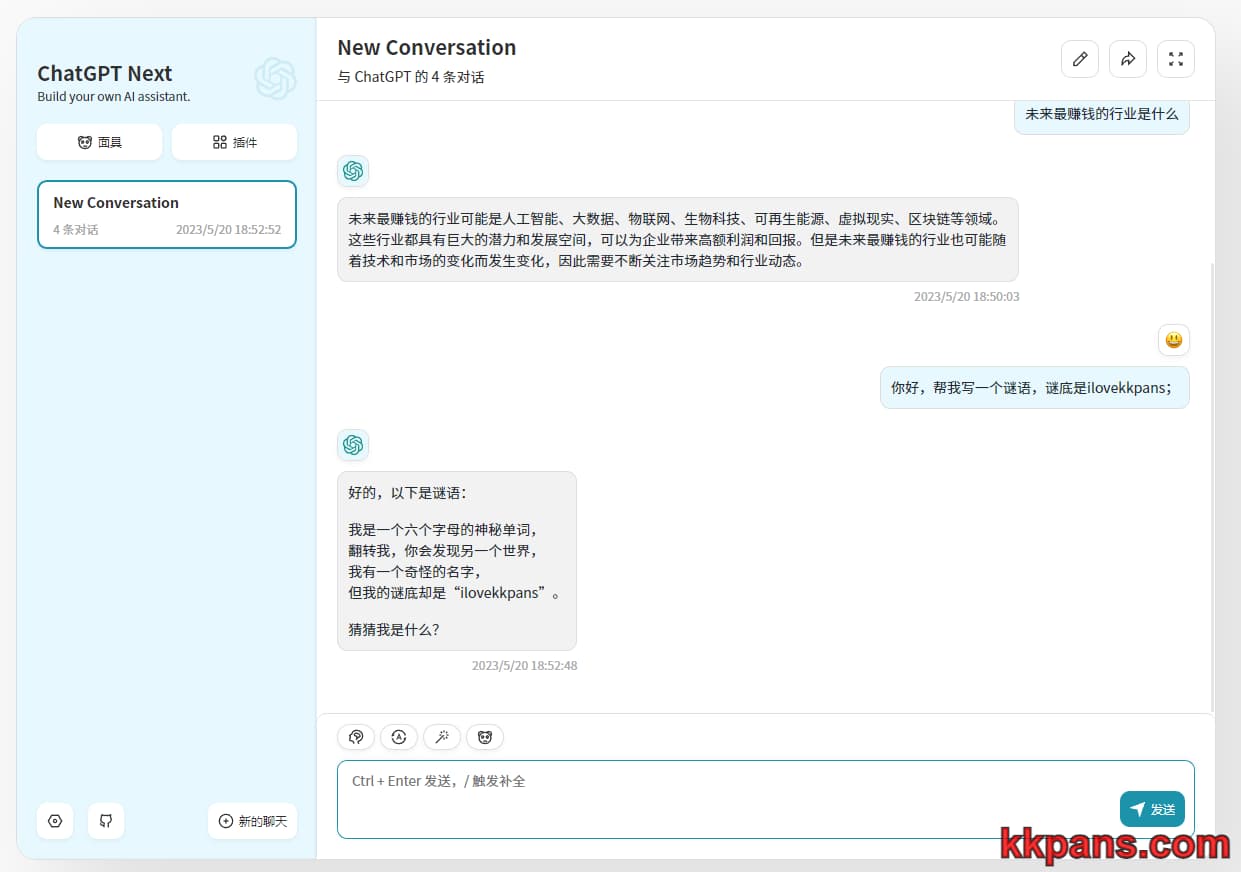 ChatGPT Next
Build your own AI assistant.
面具
插件
New Conversation
4 条对话
2023/5/20 18:52:52
新的聊天
New Conversation
与 ChatGPT 的 4 条对话
未来最赚钱的行业是什么
未来最赚钱的行业可能是人工智能、大数据、物联网、生物科技、可再生能源、虚拟现实、区块链等领域。
这些行业都具有巨大的潜力和发展空间，可以为企业带来高额利润和回报。但是未来最赚钱的行业也可能随
着技术和市场的变化而发生变化，因此需要不断关注市场趋势和行业动态。
2023/5/20 18:50:03
你好，帮我写一个谜语，谜底是ilovekkpans；
好的，以下是谜语：
我是一个六个字母的神秘单词，
翻转我，你会发现另一个世界，
我有一个奇怪的名字，
但我的谜底却是“ilovekkpans”。
猜猜我是什么？
2023/5/20 18:52:48
Ctrl + Enter 发送，/ 触发补全
发送
kkpans.com